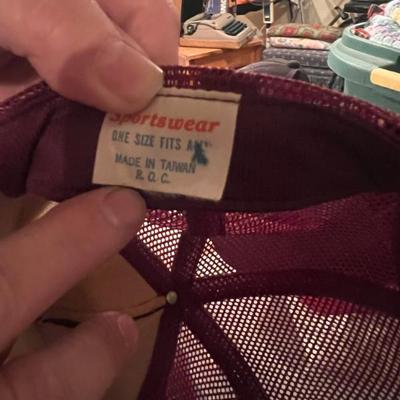 Sportswear
ONE SIZE FITS ALL
MADE IN TAIWAN
R.O.C.